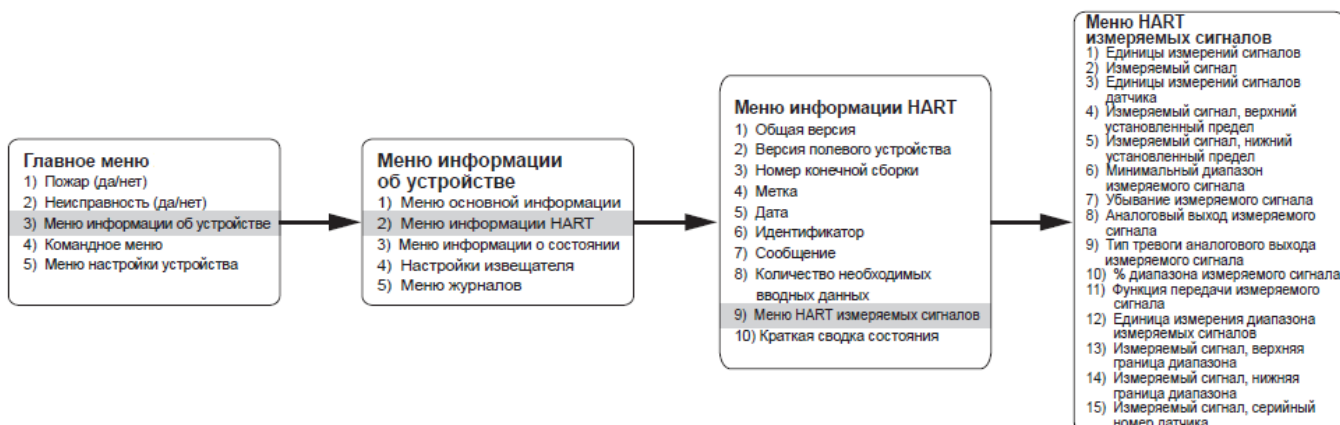 Главное меню
1) Пожар (да/нет)
2) Неисправность (да/нет)
3) Меню информации об устройстве
4) Командное меню
5) Меню настройки устройства
Меню информации
об устройстве
1) Меню основной информации
2) Меню информации HART
3) Меню информации о состоянии
4) Настройки извещателя
5) Меню журналов
Меню информации HART
1) Общая версия
2) Версия полевого устройства
3) Номер конечной сборки
4) Метка
5) Дата
6) Идентификатор
7) Сообщение
8) Количество необходимых
вводных данных
9) Меню HART измеряемых сигналов
10) Краткая сводка состояния
Меню HART
измеряемых сигналов
1) Единицы измерений сигналов
2) Измеряемый сигнал
3) Единицы измерений сигналов
датчика
4) Измеряемый сигнал, верхний
установленный предел
5) Измеряемый сигнал, нижний
установленный предел
6) Минимальный диапазон
измеряемого сигнала
7) Убывание измеряемого сигнала
8) Аналоговый выход измеряемого
сигнала
9) Тип тревоги аналогового выхода
измеряемого сигнала
10) % диапазона измеряемого сигнала
11) Функция передачи измеряемого
сигнала
12) Единица измерения диапазона
измеряемых сигналов
13) Измеряемый сигнал, верхняя
граница диапазона
14) Измеряемый сигнал, нижняя
граница диапазона
15) Измеряемый сигнал, серийный
номер датчика